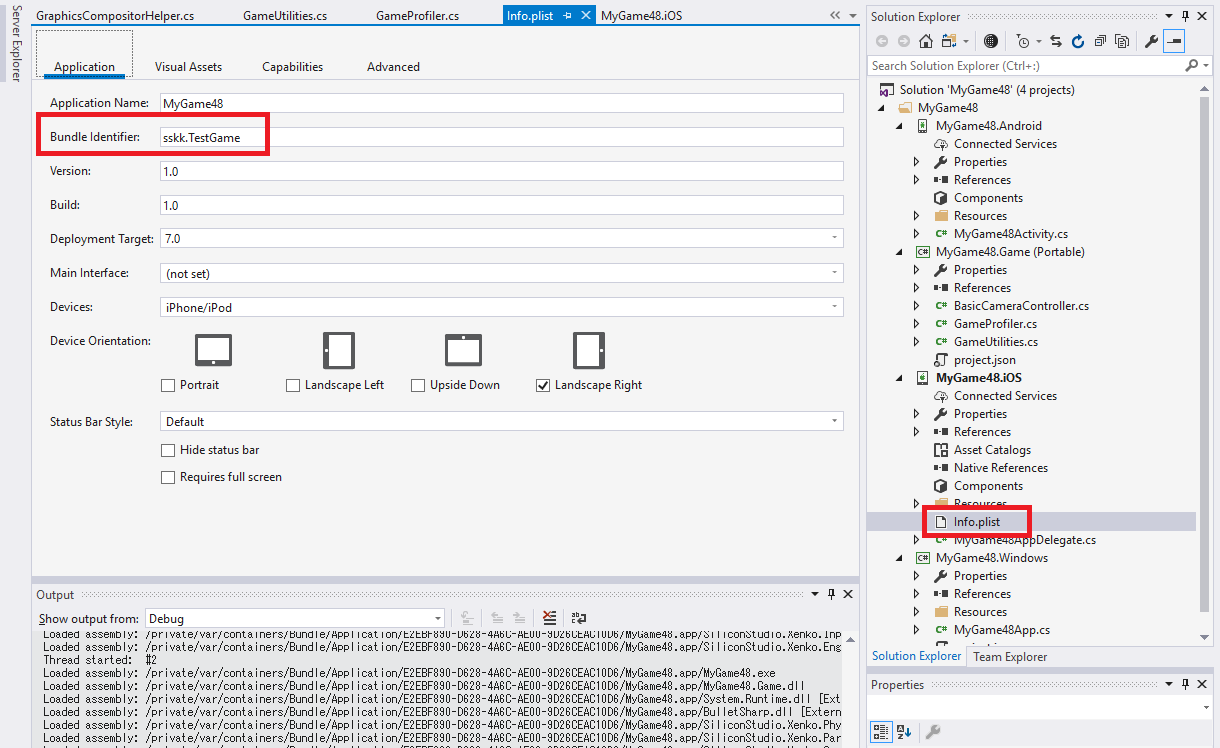 Server Explorer
GraphicsCompositorHelper.cs GameUtilities.cs GameProfiler.cs Info.plist MyGame48.iOS
Application Visual Assets Capabilities Advanced
Application Name: MyGame48
Bundle Identifier: sskk.TestGame
Version: 1.0
Build: 1.0
Deployment Target: 7.0
Main Interface: (not set)
Devices: iPhone/iPod
Device Orientation:
Portrait Landscape Left Upside Down Landscape Right
Status Bar Style: Default
Hide status bar
Requires full screen
Output
Show output from: Debug
Loaded assembly: /private/var/containers/Bundle/Application/E2EBF890-D628-4A6C-AE00-9D26CEAC10D6/MyGame48.app/SiliconStudio.Xenko.Inp
Loaded assembly: /private/var/containers/Bundle/Application/E2EBF890-D628-4A6C-AE00-9D26CEAC10D6/MyGame48.app/SiliconStudio.Xenko.Eng
Thread started: #2
Loaded assembly: /private/var/containers/Bundle/Application/E2EBF890-D628-4A6C-AE00-9D26CEAC10D6/MyGame48.app/MyGame48.exe
Loaded assembly: /private/var/containers/Bundle/Application/E2EBF890-D628-4A6C-AE00-9D26CEAC10D6/MyGame48.app/MyGame48.Game.dll
Loaded assembly: /private/var/containers/Bundle/Application/E2EBF890-D628-4A6C-AE00-9D26CEAC10D6/MyGame48.app/System.Runtime.dll [Ext
Loaded assembly: /private/var/containers/Bundle/Application/E2EBF890-D628-4A6C-AE00-9D26CEAC10D6/MyGame48.app/BulletSharp.dll [Extern
Loaded assembly: /private/var/containers/Bundle/Application/E2EBF890-D628-4A6C-AE00-9D26CEAC10D6/MyGame48.app/SiliconStudio.Xenko.Phy
Loaded assembly: /private/var/containers/Bundle/Application/E2EBF890-D628-4A6C-AE00-9D26CEAC10D6/MyGame48.app/SiliconStudio.Xenko.Par
Solution Explorer
Search Solution Explorer (Ctrl+:)
Solution 'MyGame48' (4 projects)
MyGame48
MyGame48.Android
Connected Services
Properties
References
Components
Resources
MyGame48Activity.cs
MyGame48.Game (Portable)
Properties
References
BasicCameraController.cs
GameProfiler.cs
GameUtilities.cs
project.json
MyGame48.iOS
Connected Services
Properties
References
Asset Catalogs
Native References
Components
Resources
Info.plist
MyGame48AppDelegate.cs
MyGame48.Windows
Properties
References
Resources
MyGame48App.cs
Solution Explorer Team Explorer
Properties